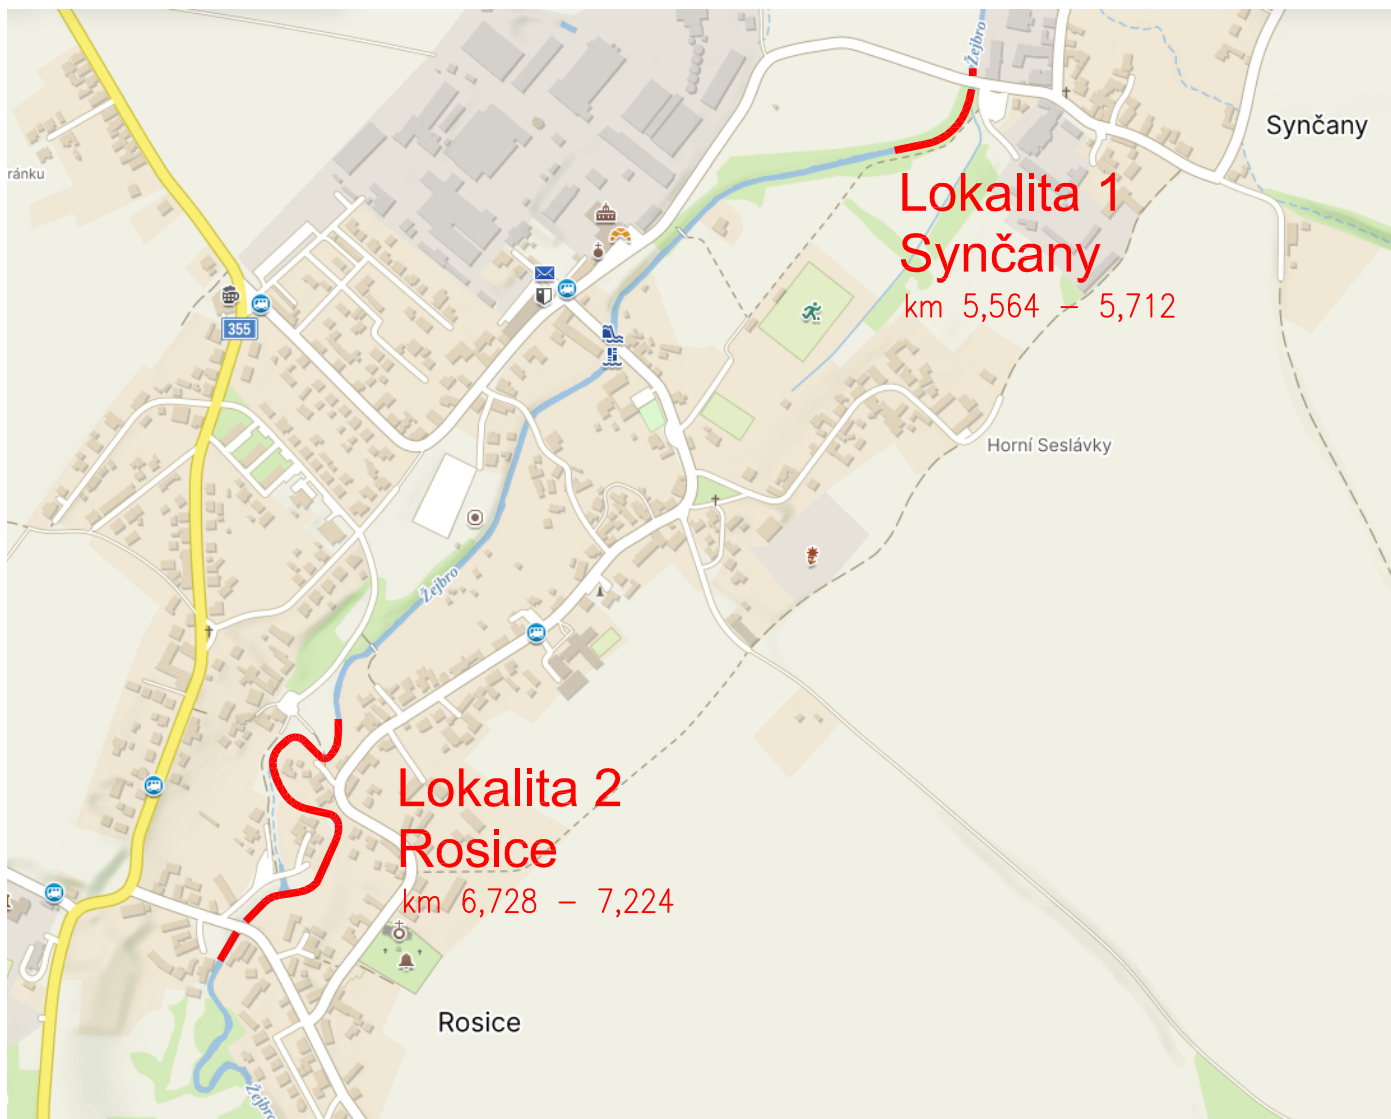 Žejbro
Synčany
ránku
Lokalita 1
Synčany
km 5,564 – 5,712
355
Horní Seslávky
Žejbro
Lokalita 2
Rosice
km 6,728 – 7,224
Rosice
Žejbro